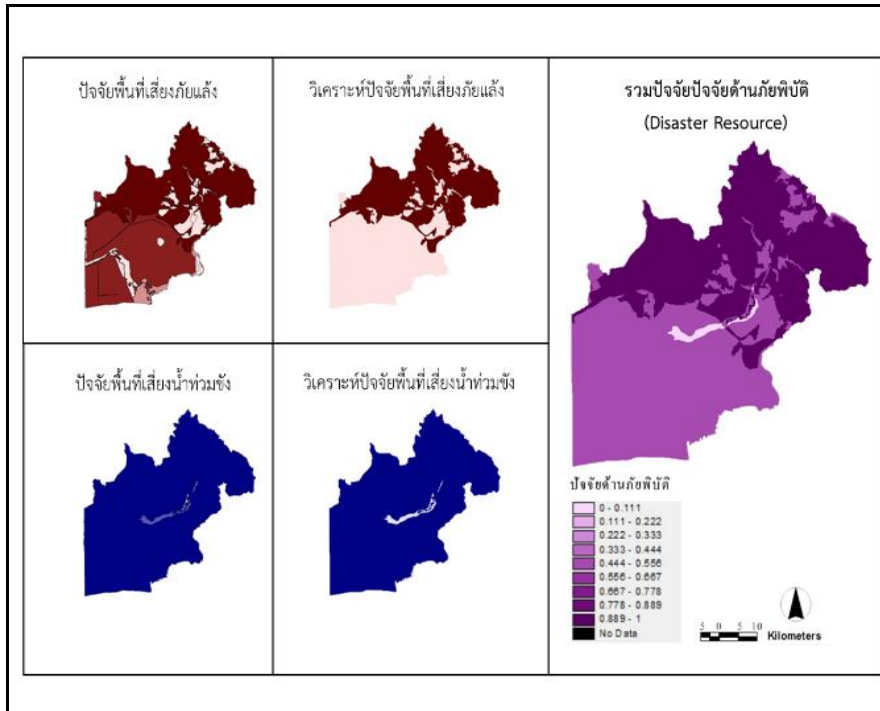 ปัจจัยพื้นที่เสี่ยงภัยแล้ง
วิเคราะห์ปัจจัยพื้นที่เสี่ยงภัยแล้ง
รวมปัจจัยปัจจัยด้านภัยพิบัติ
(Disaster Resource)
ปัจจัยพื้นที่เสี่ยงน้ำท่วมขัง
วิเคราะห์ปัจจัยพื้นที่เสี่ยงน้ำท่วมขัง
ปัจจัยด้านภัยพิบัติ
0 - 0.111
0.111 - 0.222
0.222 - 0.333
0.333 - 0.444
0.444 - 0.556
0.556 - 0.667
0.667 - 0.778
0.778 - 0.889
0.889 - 1
No Data
5 0 5 10
Kilometers